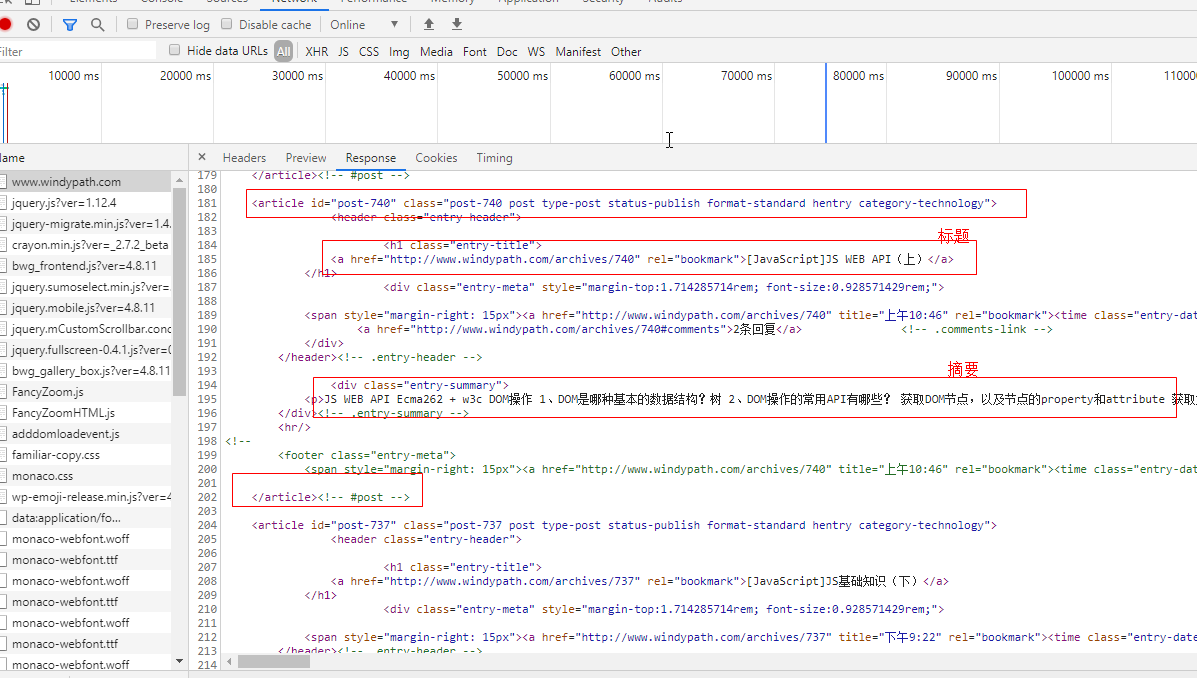 Elements Console Sources Network Performance Memory Application Security Audits
Preserve log Disable cache Online
Filter Hide data URLs All XHR JS CSS Img Media Font Doc WS Manifest Other
10000 ms 20000 ms 30000 ms 40000 ms 50000 ms 60000 ms 70000 ms 80000 ms 90000 ms 100000 ms 11000
Name × Headers Preview Response Cookies Timing
www.windypath.com
jquery.js?ver=1.12.4
jquery-migrate.min.js?ver=1.4.
crayon.min.js?ver=_2.7.2_beta
bwg_frontend.js?ver=4.8.11
jquery.sumoselect.min.js?ver=
jquery.mobile.js?ver=4.8.11
jquery.mCustomScrollbar.conc
jquery.fullscreen-0.4.1.js?ver=0
bwg_gallery_box.js?ver=4.8.11
FancyZoom.js
FancyZoomHTML.js
adddomloadevent.js
familiar-copy.css
monaco.css
wp-emoji-release.min.js?ver=4
data:application/fo...
monaco-webfont.woff
monaco-webfont.ttf
monaco-webfont.woff
monaco-webfont.ttf
monaco-webfont.woff
monaco-webfont.ttf
monaco-webfont.woff
179 </article><!-- #post -->
180
181 <article id="post-740" class="post-740 post type-post status-publish format-standard hentry category-technology">
182 <header class="entry-header">
183
标题
184 <h1 class="entry-title">
185 <a href="http://www.windypath.com/archives/740" rel="bookmark">[JavaScript]JS WEB API（上）</a>
186 </h1>
187 <div class="entry-meta" style="margin-top:1.714285714rem; font-size:0.928571429rem;">
188
189 <span style="margin-right: 15px"><a href="http://www.windypath.com/archives/740" title="上午10:46" rel="bookmark"><time class="entry-dat
190 <a href="http://www.windypath.com/archives/740#comments">2条回复</a> <!-- .comments-link -->
191 </div>
192 </header><!-- .entry-header -->
193
摘要
194 <div class="entry-summary">
195 <p>JS WEB API Ecma262 + w3c DOM操作 1、DOM是哪种基本的数据结构？树 2、DOM操作的常用API有哪些？ 获取DOM节点，以及节点的property和attribute 获取
196 </div><!-- .entry-summary -->
197 <hr/>
198 <!--
199 <footer class="entry-meta">
200 <span style="margin-right: 15px"><a href="http://www.windypath.com/archives/740" title="上午10:46" rel="bookmark"><time class="entry-dat
201
202 </article><!-- #post -->
203
204 <article id="post-737" class="post-737 post type-post status-publish format-standard hentry category-technology">
205 <header class="entry-header">
206
207 <h1 class="entry-title">
208 <a href="http://www.windypath.com/archives/737" rel="bookmark">[JavaScript]JS基础知识（下）</a>
209 </h1>
210 <div class="entry-meta" style="margin-top:1.714285714rem; font-size:0.928571429rem;">
211
212 <span style="margin-right: 15px"><a href="http://www.windypath.com/archives/737" title="下午9:22" rel="bookmark"><time class="entry-date
213 </header><!-- .entry-header -->
214